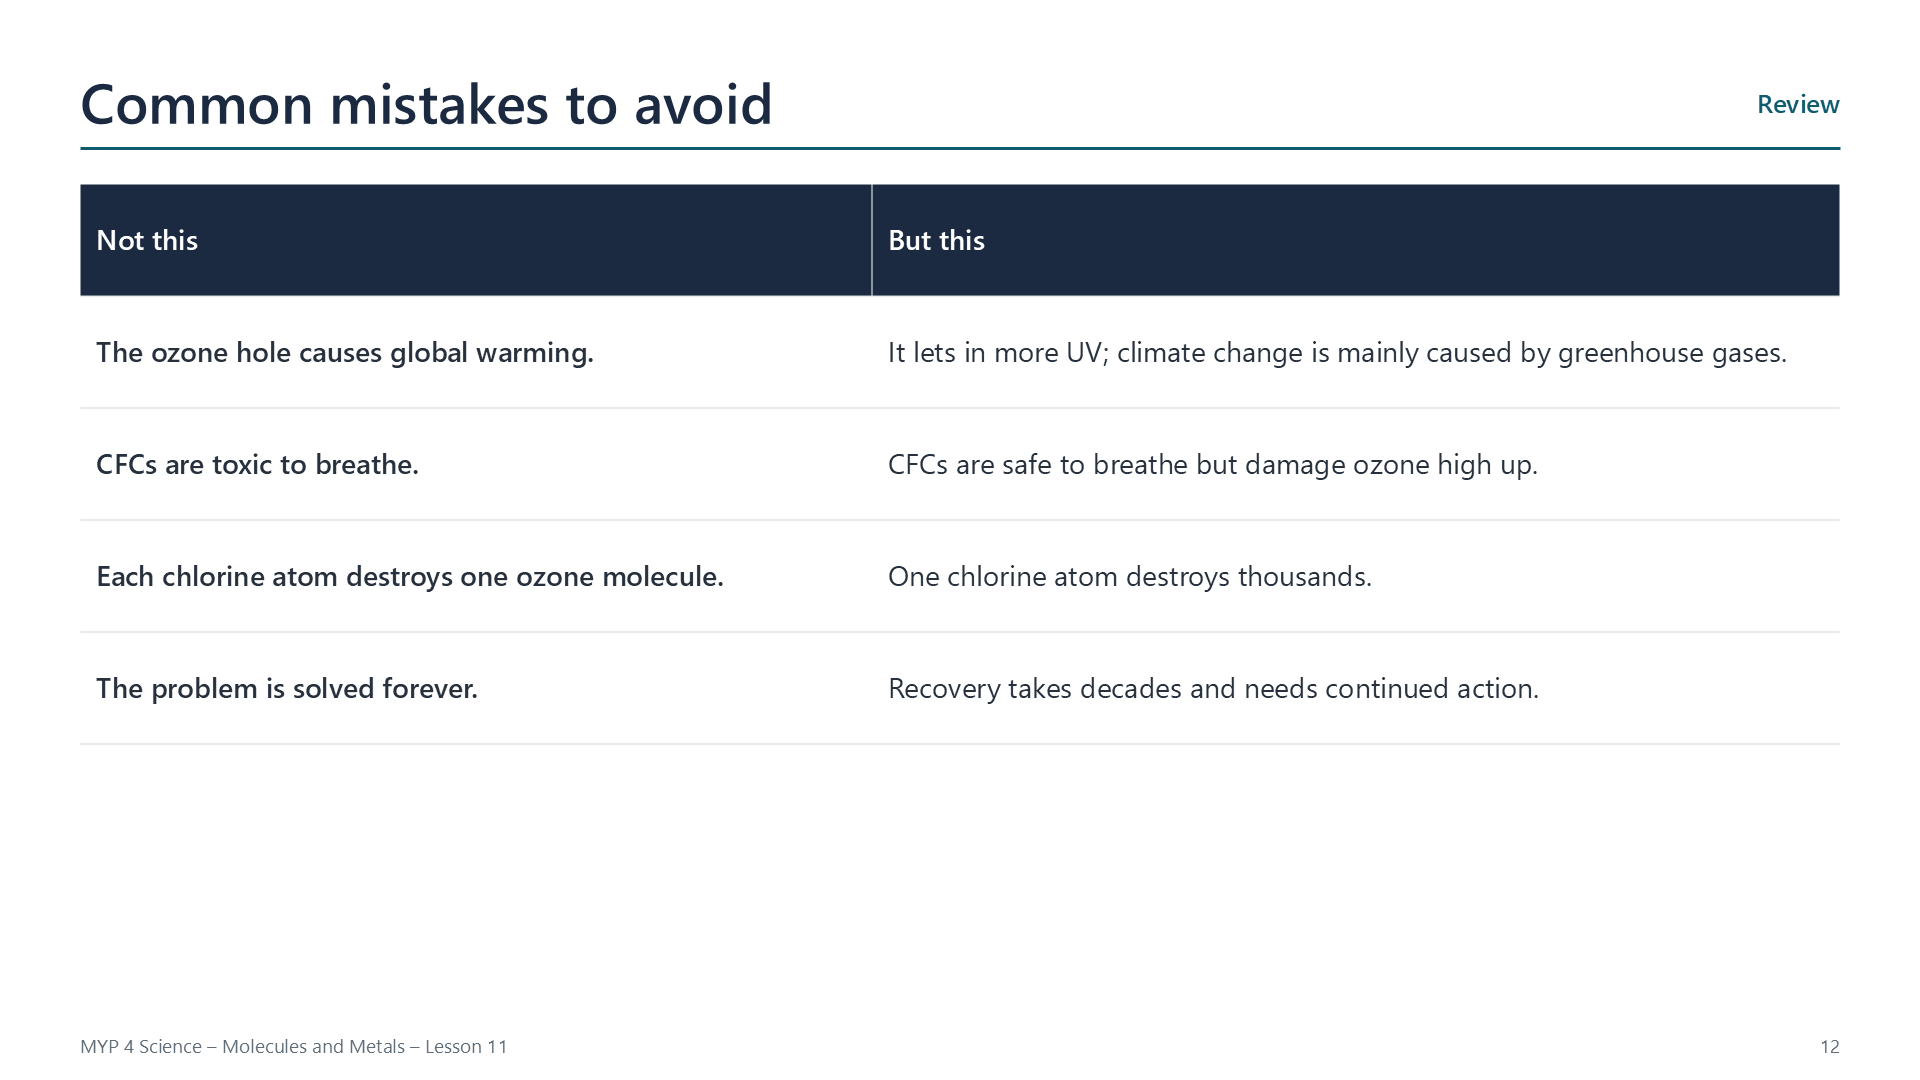 Common mistakes to avoid
Review
Not this
But this
The ozone hole causes global warming.
It lets in more UV; climate change is mainly caused by greenhouse gases.
CFCs are toxic to breathe.
CFCs are safe to breathe but damage ozone high up.
Each chlorine atom destroys one ozone molecule.
One chlorine atom destroys thousands.
The problem is solved forever.
Recovery takes decades and needs continued action.
MYP 4 Science – Molecules and Metals – Lesson 11
12